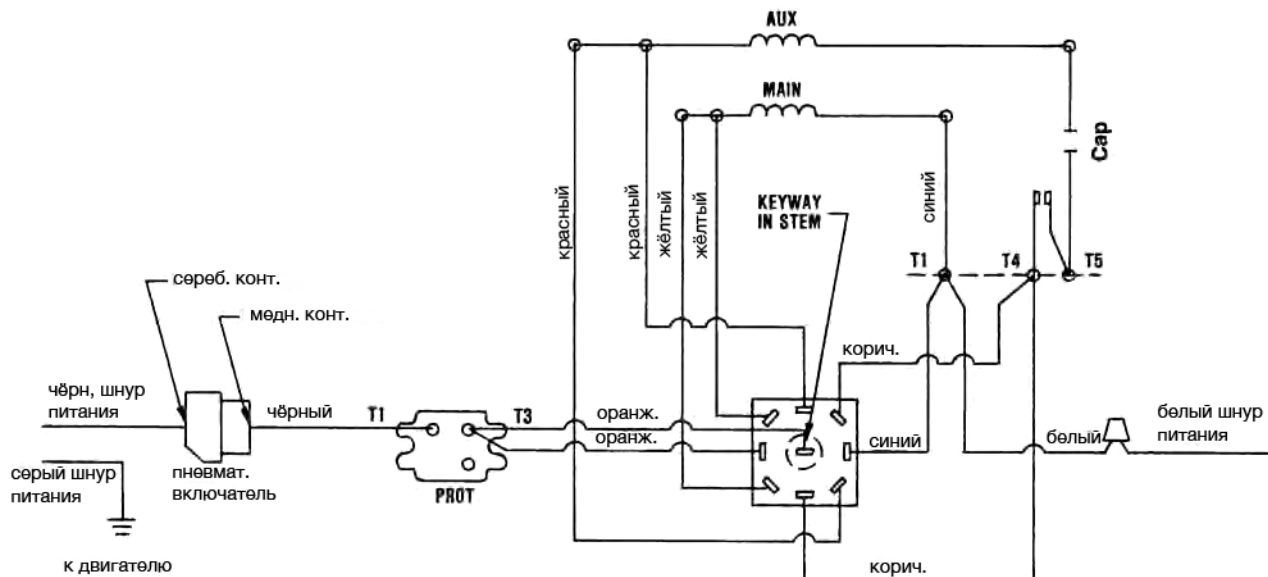 AUX
MAIN
Cap
красный
красный
жёлтый
жёлтый
синий
KEYWAY
IN STEM
T1
T4
T5
сереб. конт.
медн. конт.
корич.
чёрн, шнур
питания
чёрный
T1
T3
оранж.
оранж.
синий
белый
белый шнур
питания
серый шнур
питания
пневмат.
включатель
PROT
к двигателю
корич.